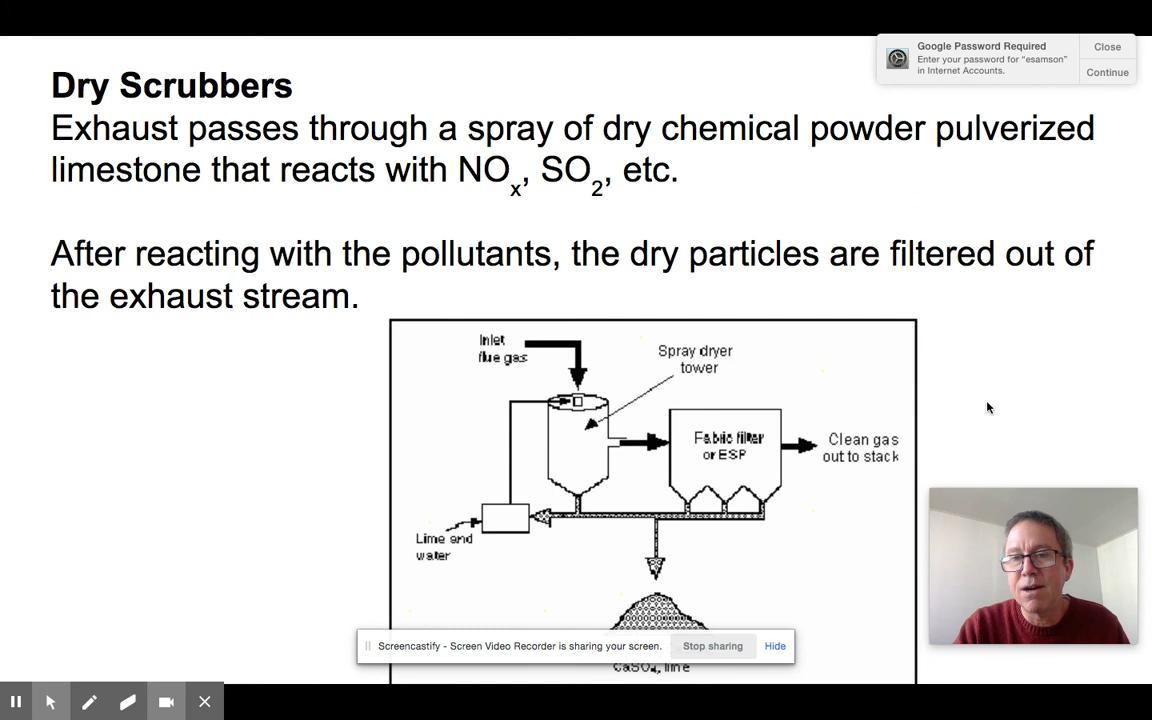 Google Password Required
Enter your password for "esamson"
in Internet Accounts.
Close
Continue
Dry Scrubbers
Exhaust passes through a spray of dry chemical powder pulverized
limestone that reacts with NOx, SO2, etc.
After reacting with the pollutants, the dry particles are filtered out of
the exhaust stream.
Inlet
flue gas
Spray dryer
tower
Fabric filter
or ESP
Clean gas
out to stack
Lime and
water
Screencastify - Screen Video Recorder is sharing your screen.
Stop sharing
Hide
CaSO4, lime